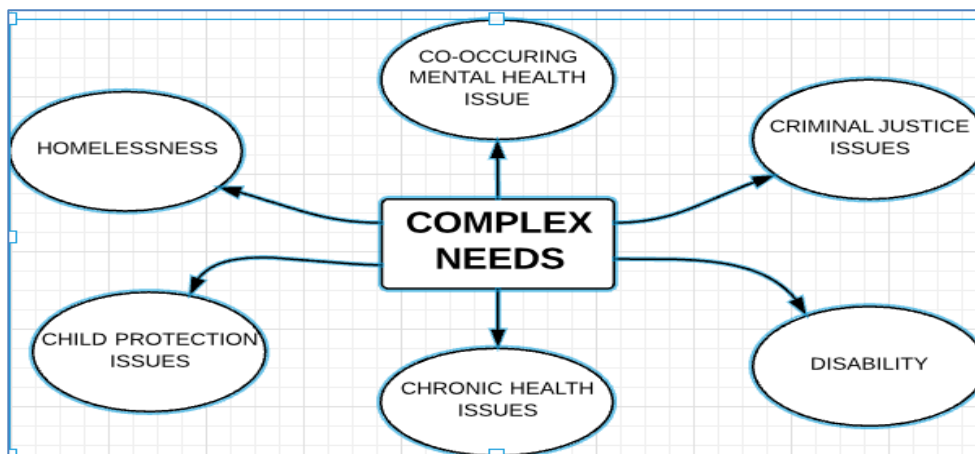 CO-OCCURING
MENTAL HEALTH
ISSUE
CRIMINAL JUSTICE
ISSUES
HOMELESSNESS
COMPLEX
NEEDS
CHILD PROTECTION
ISSUES
DISABILITY
CHRONIC HEALTH
ISSUES